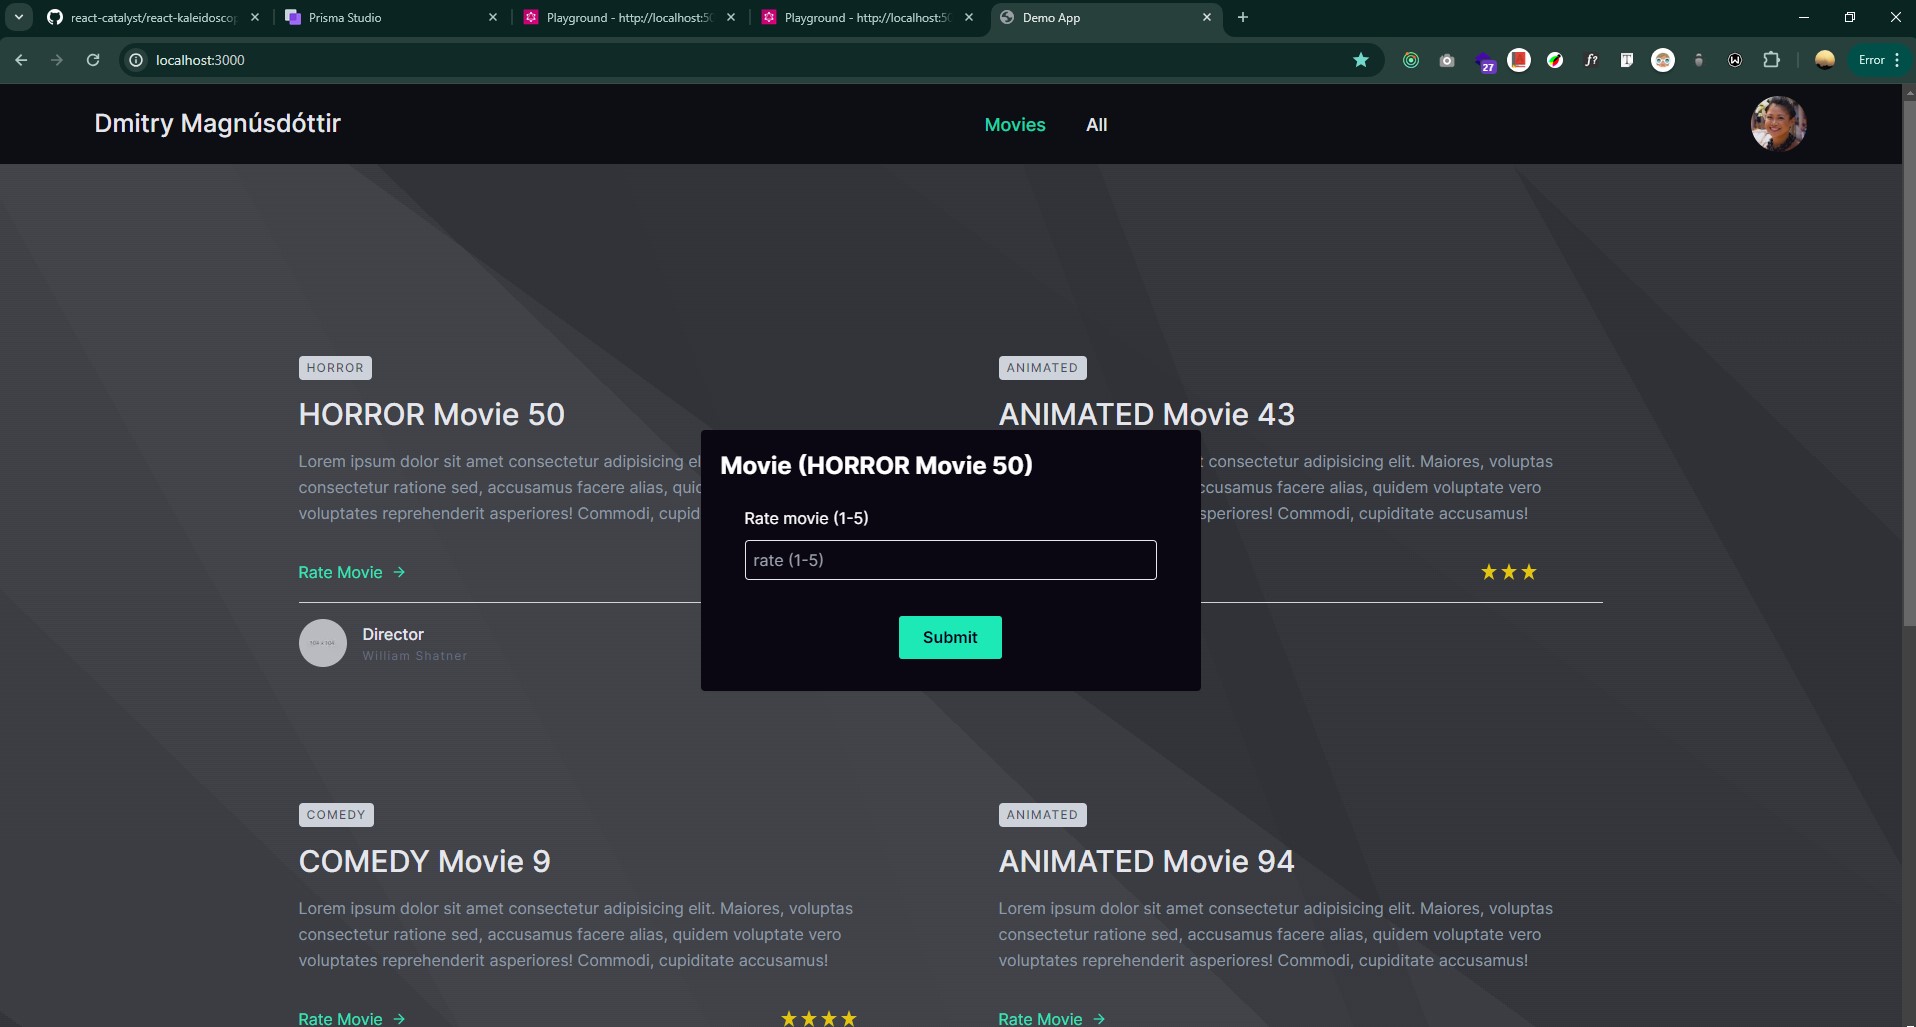 react-catalyst/react-kaleidoscop
Prisma Studio
Playground - http://localhost:50
Playground - http://localhost:50
Demo App
localhost:3000
27
Error
Dmitry Magnúsdóttir
Movies
All
HORROR
HORROR Movie 50
Lorem ipsum dolor sit amet consectetur adipisicing el
consectetur ratione sed, accusamus facere alias, quid
voluptates reprehenderit asperiores! Commodi, cupid
Rate Movie →
Director
William Shatner
ANIMATED
ANIMATED Movie 43
consectetur adipisicing elit. Maiores, voluptas
ccusamus facere alias, quidem voluptate vero
speriores! Commodi, cupiditate accusamus!
Movie (HORROR Movie 50)
Rate movie (1-5)
rate (1-5)
Submit
COMEDY
COMEDY Movie 9
Lorem ipsum dolor sit amet consectetur adipisicing elit. Maiores, voluptas
consectetur ratione sed, accusamus facere alias, quidem voluptate vero
voluptates reprehenderit asperiores! Commodi, cupiditate accusamus!
Rate Movie →
ANIMATED
ANIMATED Movie 94
Lorem ipsum dolor sit amet consectetur adipisicing elit. Maiores, voluptas
consectetur ratione sed, accusamus facere alias, quidem voluptate vero
voluptates reprehenderit asperiores! Commodi, cupiditate accusamus!
Rate Movie →